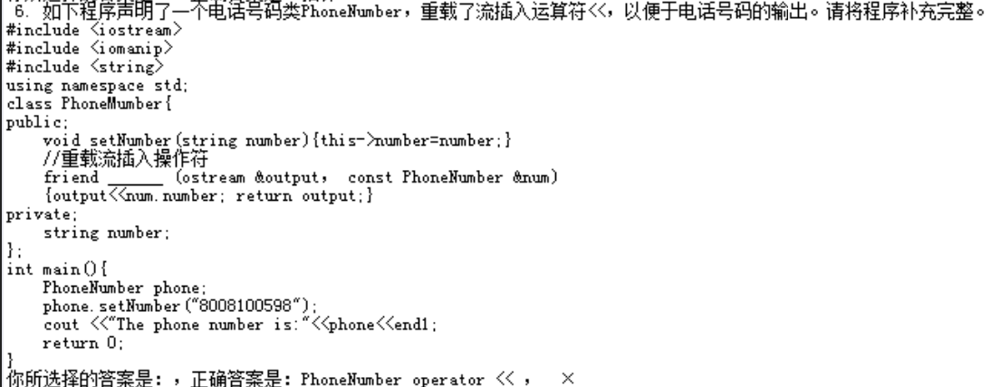 6. 如下程序声明了一个电话号码类PhoneNumber，重载了流插入运算符<<，以便于电话号码的输出。请将程序补充完整。
#include <iostream>
#include <iomanip>
#include <string>
using namespace std;
class PhoneMumber{
public;
void setNumber(string number){this->number=number;}
//重载流插入操作符
friend ______ (ostream &output， const PhoneNumber &num)
{output<<num.number; return output;}
private;
string number;
};
int main(){
PhoneNumber phone;
phone.setNumber("8008100598");
cout <<"The phone number is:"<<phone<<endl;
return 0;
}
你所选择的答案是：，正确答案是：PhoneNumber operator << ， ×